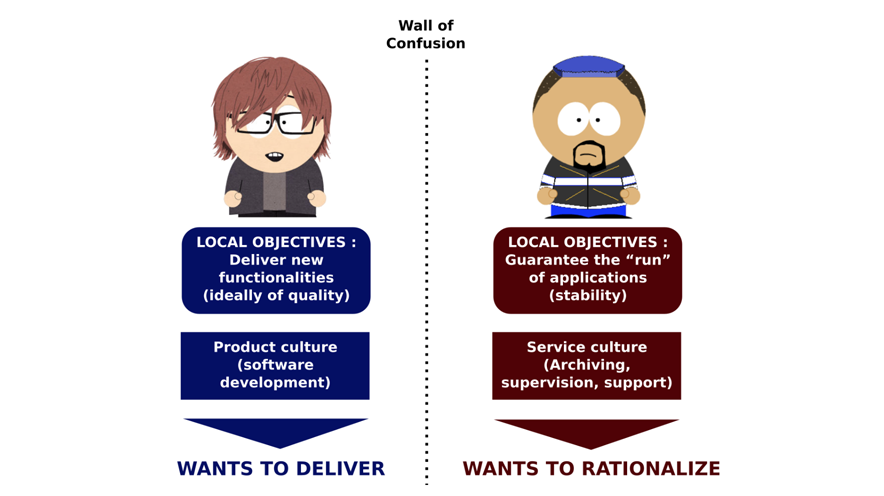 Wall of
Confusion
LOCAL OBJECTIVES :
Deliver new
functionalities
(ideally of quality)
Product culture
(software
development)
WANTS TO DELIVER
LOCAL OBJECTIVES :
Guarantee the “run”
of applications
(stability)
Service culture
(Archiving,
supervision, support)
WANTS TO RATIONALIZE